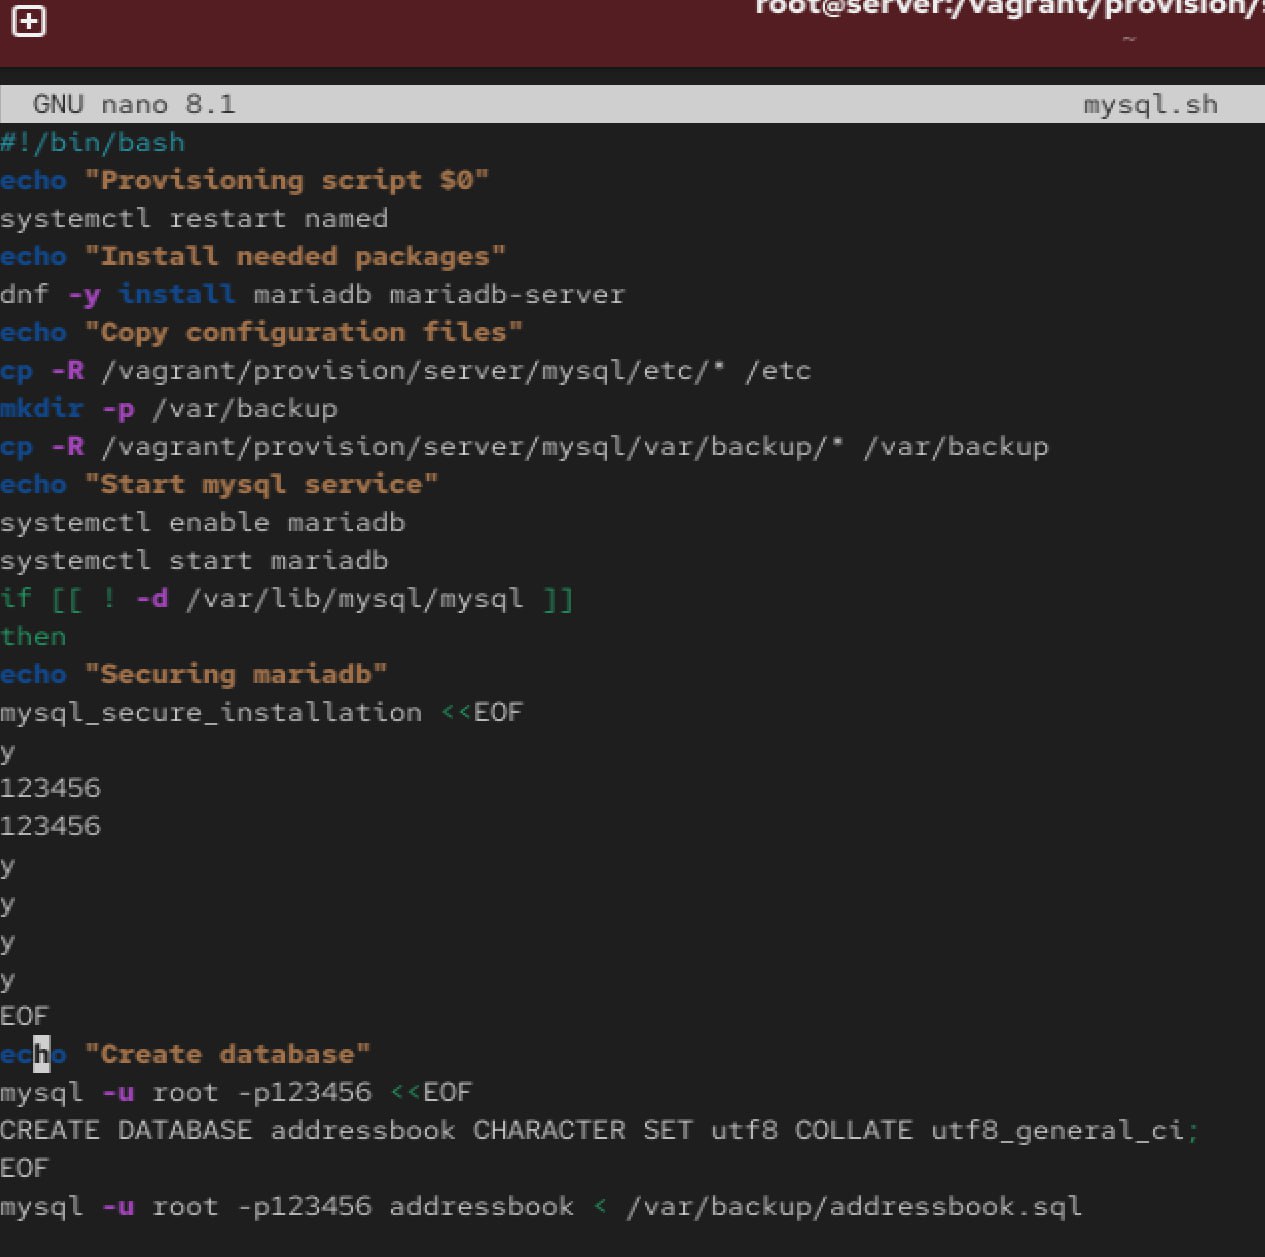 root@server:/vagrant/provision/
~
GNU nano 8.1 mysql.sh
#!/bin/bash
echo "Provisioning script $0"
systemctl restart named
echo "Install needed packages"
dnf -y install mariadb mariadb-server
echo "Copy configuration files"
cp -R /vagrant/provision/server/mysql/etc/* /etc
mkdir -p /var/backup
cp -R /vagrant/provision/server/mysql/var/backup/* /var/backup
echo "Start mysql service"
systemctl enable mariadb
systemctl start mariadb
if [[ ! -d /var/lib/mysql/mysql ]]
then
echo "Securing mariadb"
mysql_secure_installation <<EOF
y
123456
123456
y
y
y
y
EOF
echo "Create database"
mysql -u root -p123456 <<EOF
CREATE DATABASE addressbook CHARACTER SET utf8 COLLATE utf8_general_ci;
EOF
mysql -u root -p123456 addressbook < /var/backup/addressbook.sql